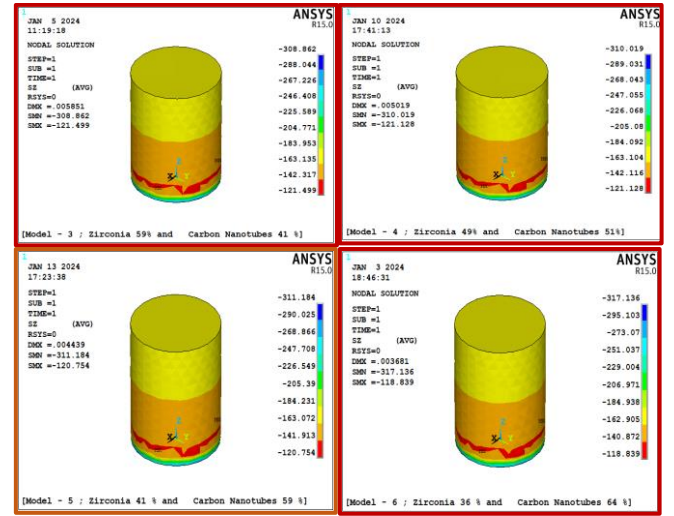 1
JAN 5 2024
11:19:18
ANSYS
R15.0
NODAL SOLUTION
STEP=1
SUB =1
TIME=1
SZ (AVG)
RSYS=0
DMX =.005851
SMN =-308.862
SMX =-121.499
-308.862
-288.044
-267.226
-246.408
-225.589
-204.771
-183.953
-163.135
-142.317
-121.499
Z
X
Y
[Model - 3 ; Zirconia 59% and Carbon Nanotubes 41 %]
1
JAN 10 2024
17:41:13
ANSYS
R15.0
NODAL SOLUTION
STEP=1
SUB =1
TIME=1
SZ (AVG)
RSYS=0
DMX =.005019
SMN =-310.019
SMX =-121.128
-310.019
-289.031
-268.043
-247.055
-226.068
-205.08
-184.092
-163.104
-142.116
-121.128
Z
X
Y
[Model - 4 ; Zirconia 49% and Carbon Nanotubes 51%]
1
JAN 13 2024
17:23:38
ANSYS
R15.0
STEP=1
SUB =1
TIME=1
SZ (AVG)
RSYS=0
DMX =.004439
SMN =-311.184
SMX =-120.754
-311.184
-290.025
-268.866
-247.708
-226.549
-205.39
-184.231
-163.072
-141.913
-120.754
Z
X
Y
[Model - 5 ; Zirconia 41 % and Carbon Nanotubes 59 %]
1
JAN 3 2024
18:46:31
ANSYS
R15.0
NODAL SOLUTION
STEP=1
SUB =1
TIME=1
SZ (AVG)
RSYS=0
DMX =.003681
SMN =-317.136
SMX =-118.839
-317.136
-295.103
-273.07
-251.037
-229.004
-206.971
-184.938
-162.905
-140.872
-118.839
Z
X
Y
[Model - 6 ; Zirconia 36 % and Carbon Nanotubes 64 %]